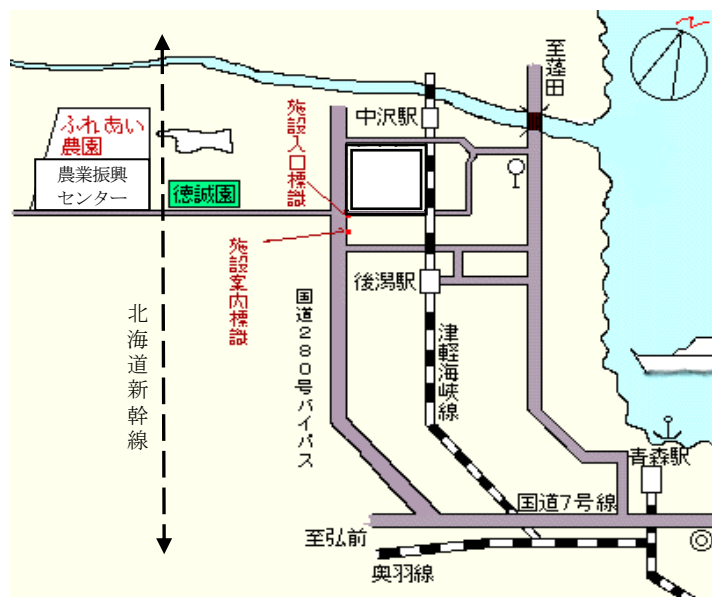 至蓬田
中沢駅
施設入口標識
ふれあい
農園
農業振興
センター
徳誠園
施設案内標識
後潟駅
北海道新幹線
国道280号バイパス
津軽海峡線
青森駅
国道7号線
至弘前
奥羽線